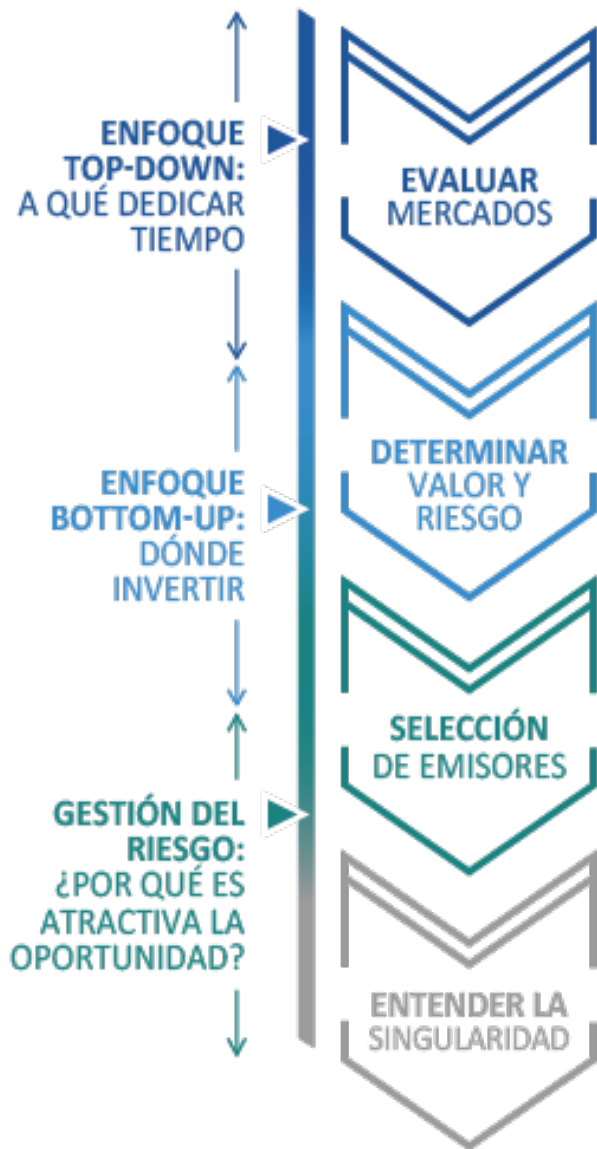 ENFOQUE
TOP-DOWN:
A QUÉ DEDICAR
TIEMPO
EVALUAR
MERCADOS
ENFOQUE
BOTTOM-UP:
DÓNDE
INVERTIR
DETERMINAR
VALOR Y
RIESGO
SELECCIÓN
DE EMISORES
GESTIÓN DEL
RIESGO:
¿POR QUÉ ES
ATRACTIVA LA
OPORTUNIDAD?
ENTENDER LA
SINGULARIDAD